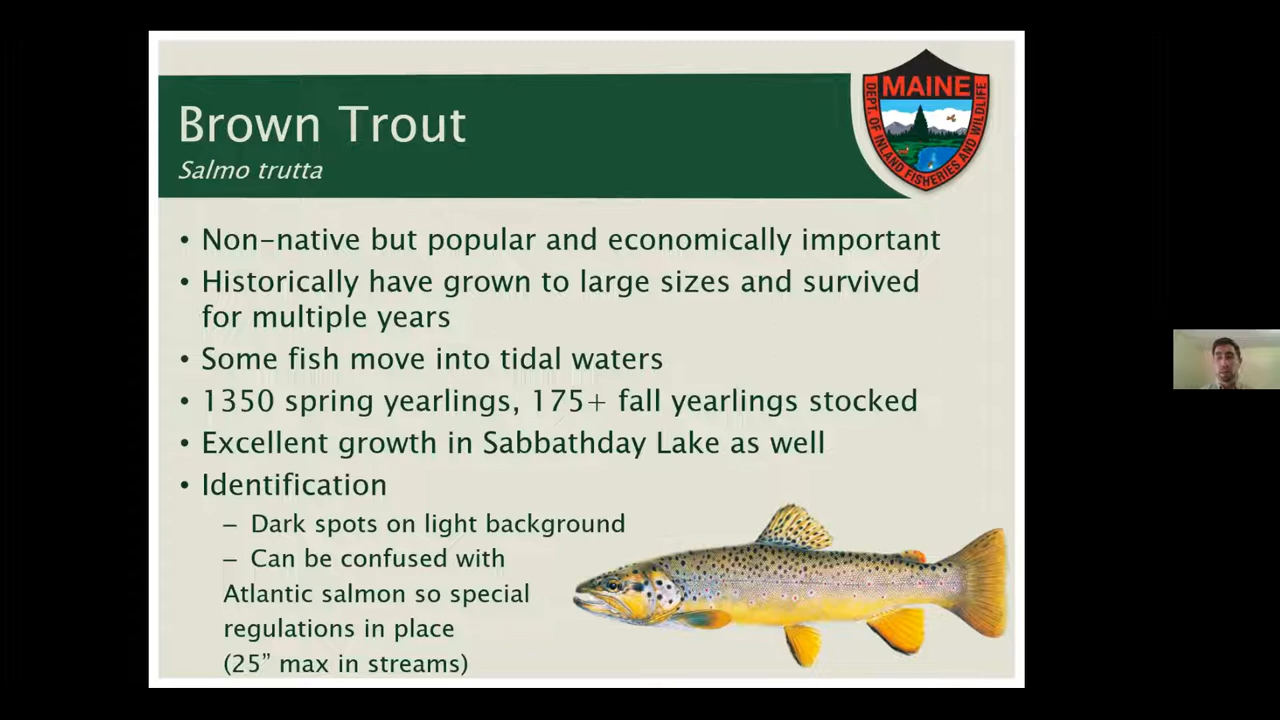 Brown Trout
Salmo trutta
MAINE
DEPT. OF INLAND FISHERIES AND WILDLIFE
• Non-native but popular and economically important
• Historically have grown to large sizes and survived
for multiple years
• Some fish move into tidal waters
• 1350 spring yearlings, 175+ fall yearlings stocked
• Excellent growth in Sabbathday Lake as well
• Identification
– Dark spots on light background
– Can be confused with
Atlantic salmon so special
regulations in place
(25” max in streams)